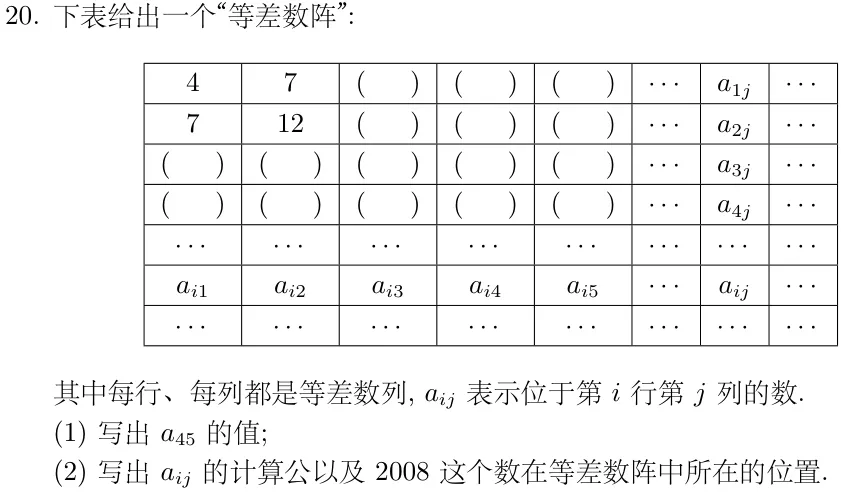 20. 下表给出一个“等差数阵”:
4 7 ( ) ( ) ( ) ⋯ a_{1j} ⋯
7 12 ( ) ( ) ( ) ⋯ a_{2j} ⋯
( ) ( ) ( ) ( ) ( ) ⋯ a_{3j} ⋯
( ) ( ) ( ) ( ) ( ) ⋯ a_{4j} ⋯
⋯ ⋯ ⋯ ⋯ ⋯ ⋯ ⋯ ⋯
a_{i1} a_{i2} a_{i3} a_{i4} a_{i5} ⋯ a_{ij} ⋯
⋯ ⋯ ⋯ ⋯ ⋯ ⋯ ⋯ ⋯
其中每行、每列都是等差数列, a_{ij} 表示位于第 i 行第 j 列的数.
(1) 写出 a_{45} 的值;
(2) 写出 a_{ij} 的计算公以及 2008 这个数在等差数阵中所在的位置.